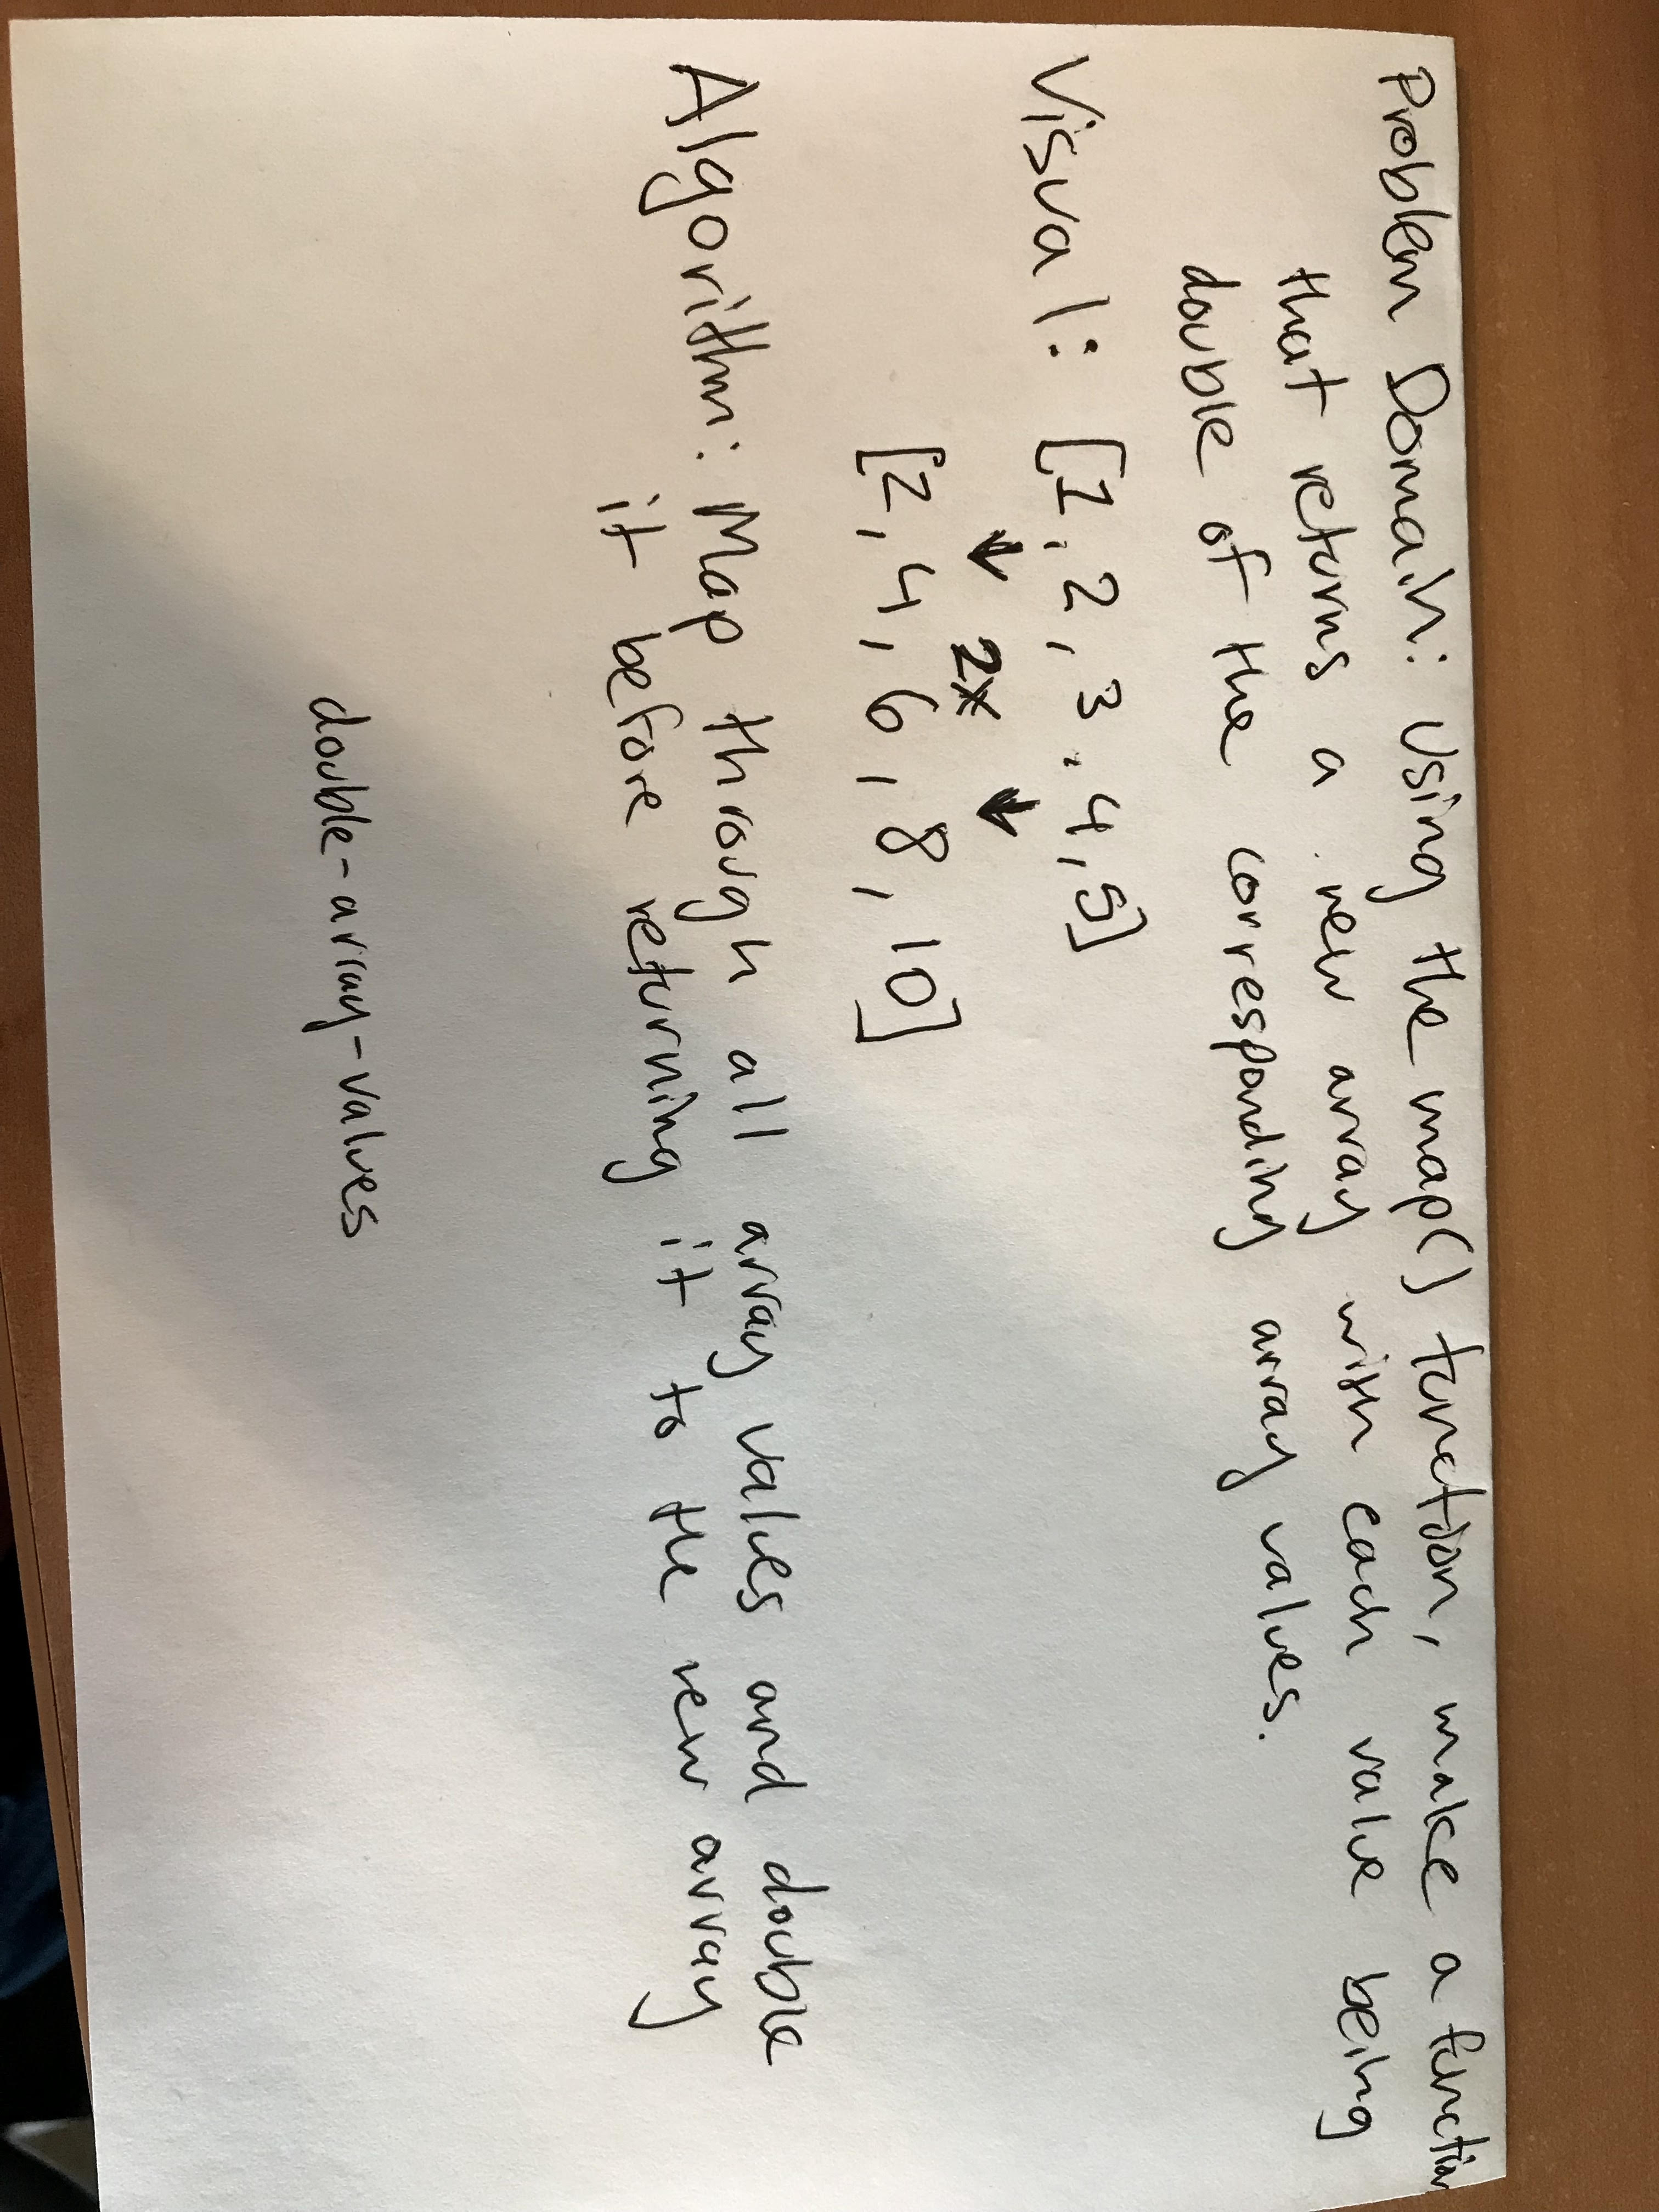 Problem Domain: Using the map() function, make a function
that returns a new array with each value being
double of the corresponding array values.
Visual: [1, 2, 3, 4, 5]
↓ 2x ↓
[2, 4, 6, 8, 10]
Algorithm: Map through all array values and double
it before returning it to the new array
double-array-values